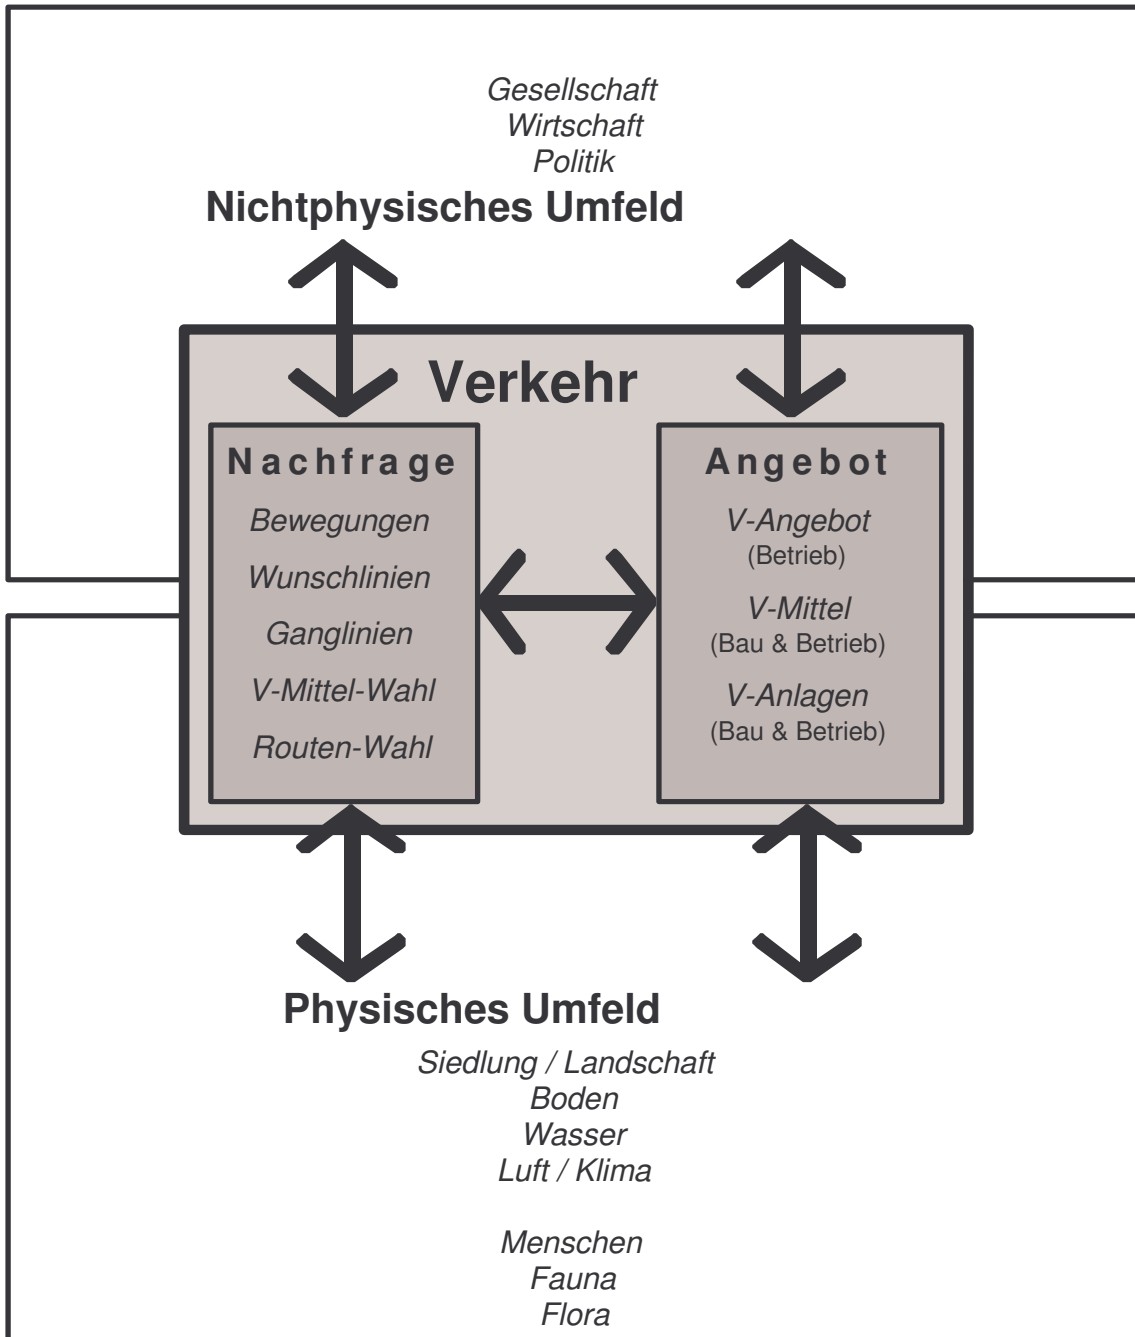 Gesellschaft
Wirtschaft
Politik
Nichtphysisches Umfeld
Verkehr
Nachfrage
Bewegungen
Wunschlinien
Ganglinien
V-Mittel-Wahl
Routen-Wahl
Angebot
V-Angebot
(Betrieb)
V-Mittel
(Bau & Betrieb)
V-Anlagen
(Bau & Betrieb)
Physisches Umfeld
Siedlung / Landschaft
Boden
Wasser
Luft / Klima
Menschen
Fauna
Flora